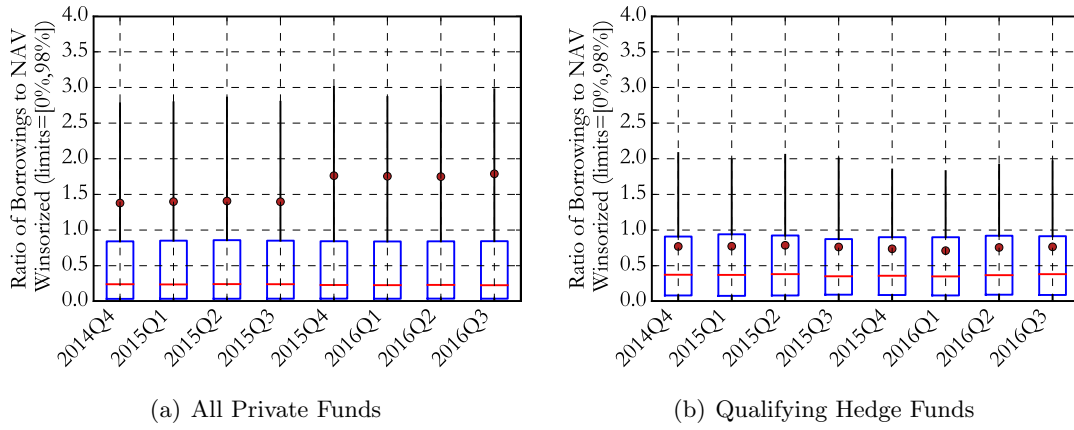 Ratio of Borrowings to NAV
Winsorized (limits=[0%,98%])
4.0
3.5
3.0
2.5
2.0
1.5
1.0
0.5
0.0
2014Q4
2015Q1
2015Q2
2015Q3
2015Q4
2016Q1
2016Q2
2016Q3
(a) All Private Funds
Ratio of Borrowings to NAV
Winsorized (limits=[0%,98%])
4.0
3.5
3.0
2.5
2.0
1.5
1.0
0.5
0.0
2014Q4
2015Q1
2015Q2
2015Q3
2015Q4
2016Q1
2016Q2
2016Q3
(b) Qualifying Hedge Funds